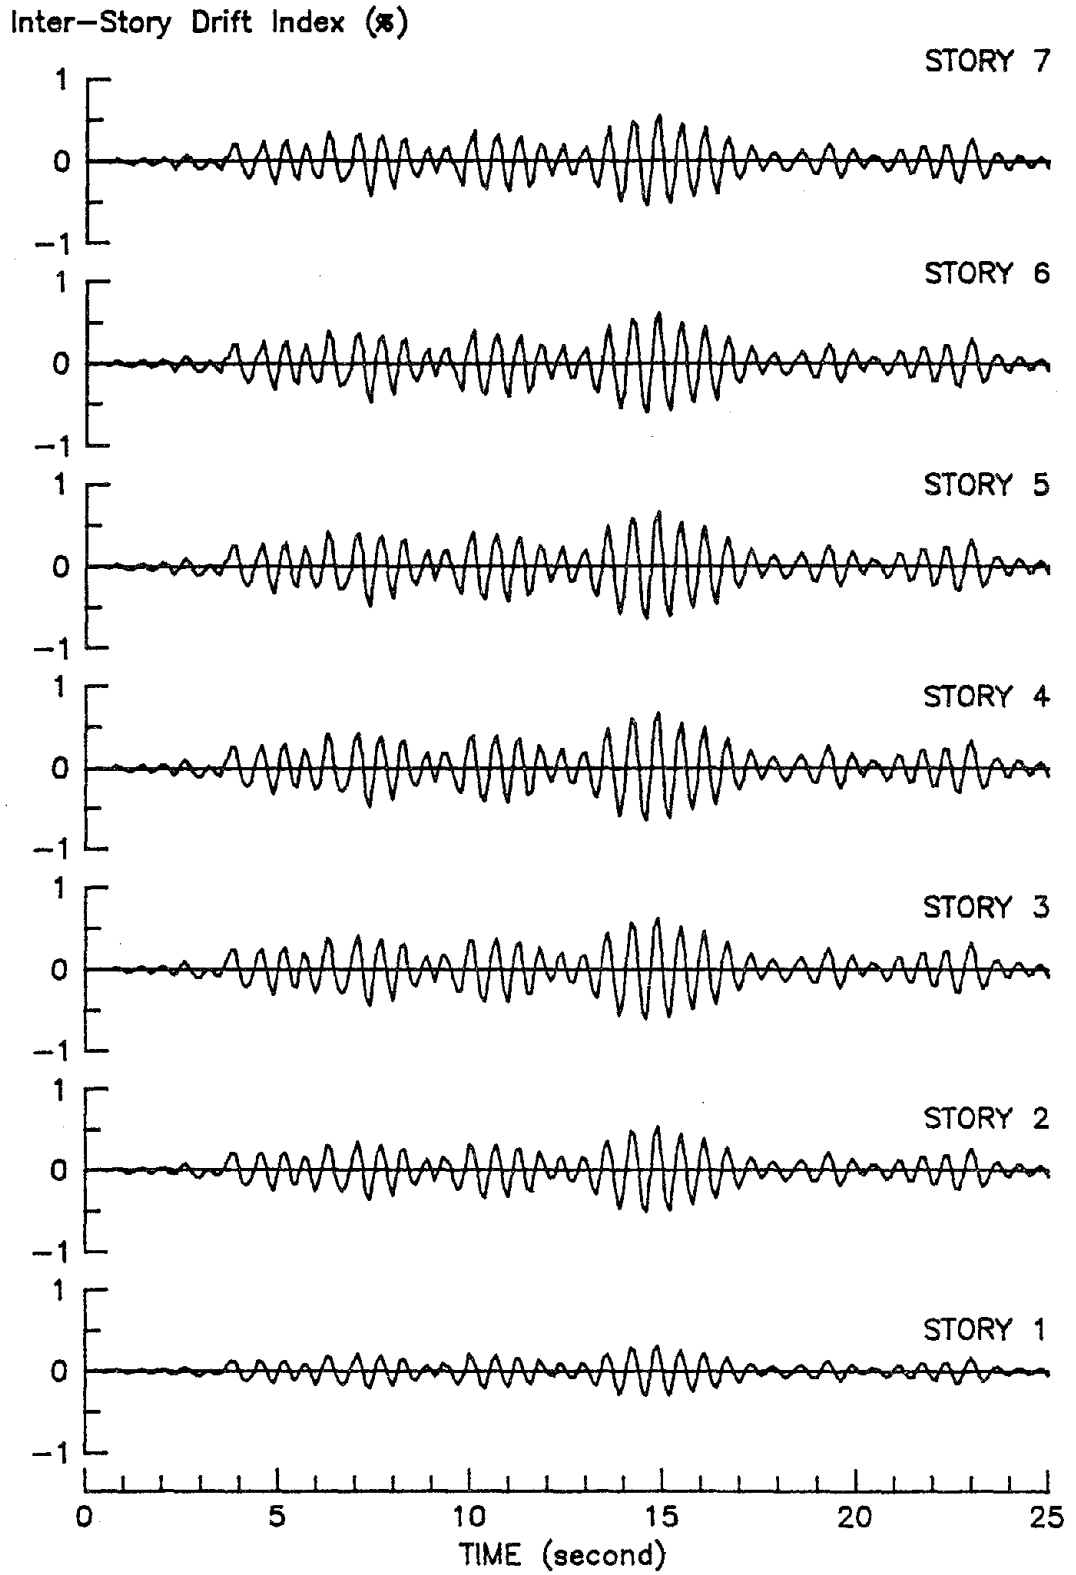 Inter-Story Drift Index (%)
STORY 7
1
0
-1
STORY 6
1
0
-1
STORY 5
1
0
-1
STORY 4
1
0
-1
STORY 3
1
0
-1
STORY 2
1
0
-1
STORY 1
1
0
-1
0 5 10 15 20 25
TIME (second)